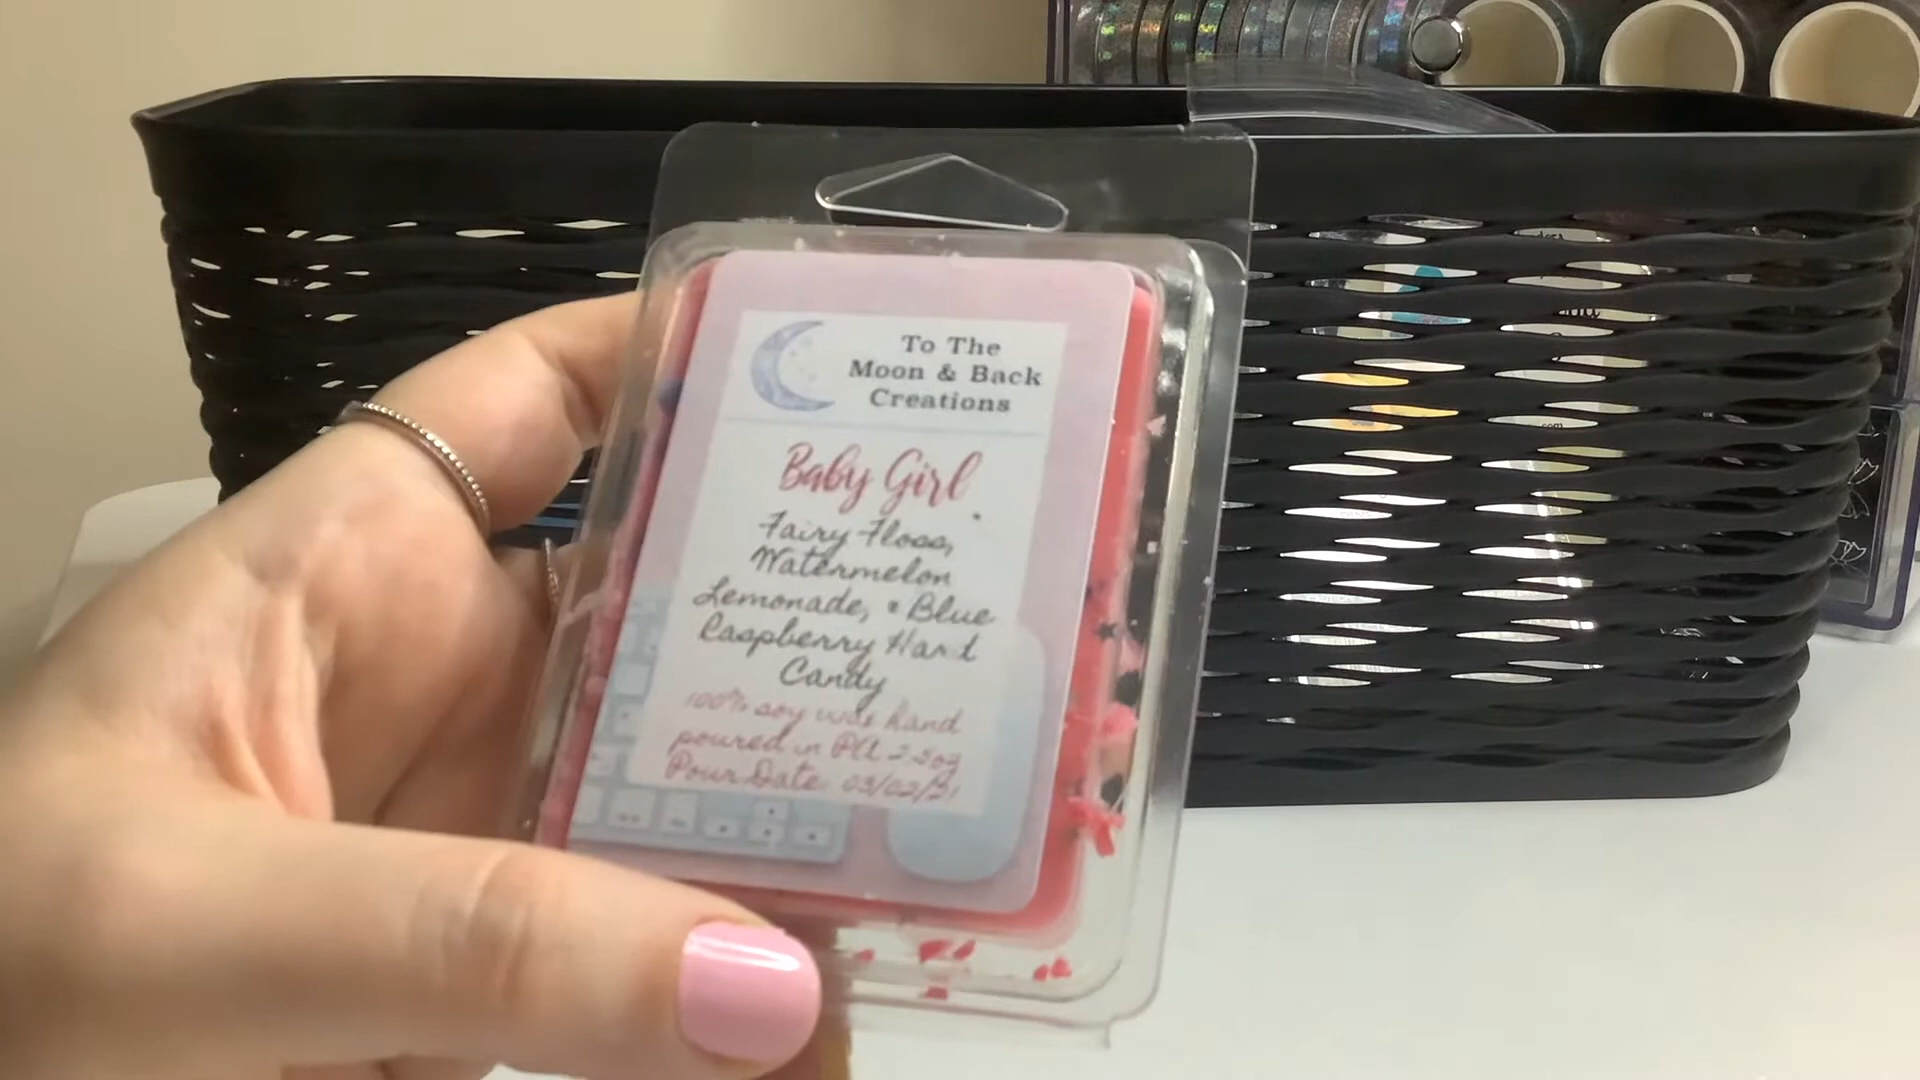 To The
Moon & Back
Creations
Baby Girl
Fairy Floss,
Watermelon
Lemonade, & Blue
Raspberry Hard
Candy
100% soy wax hand
poured in PA 2.5oz
Pour Date: 03/02/21
.com